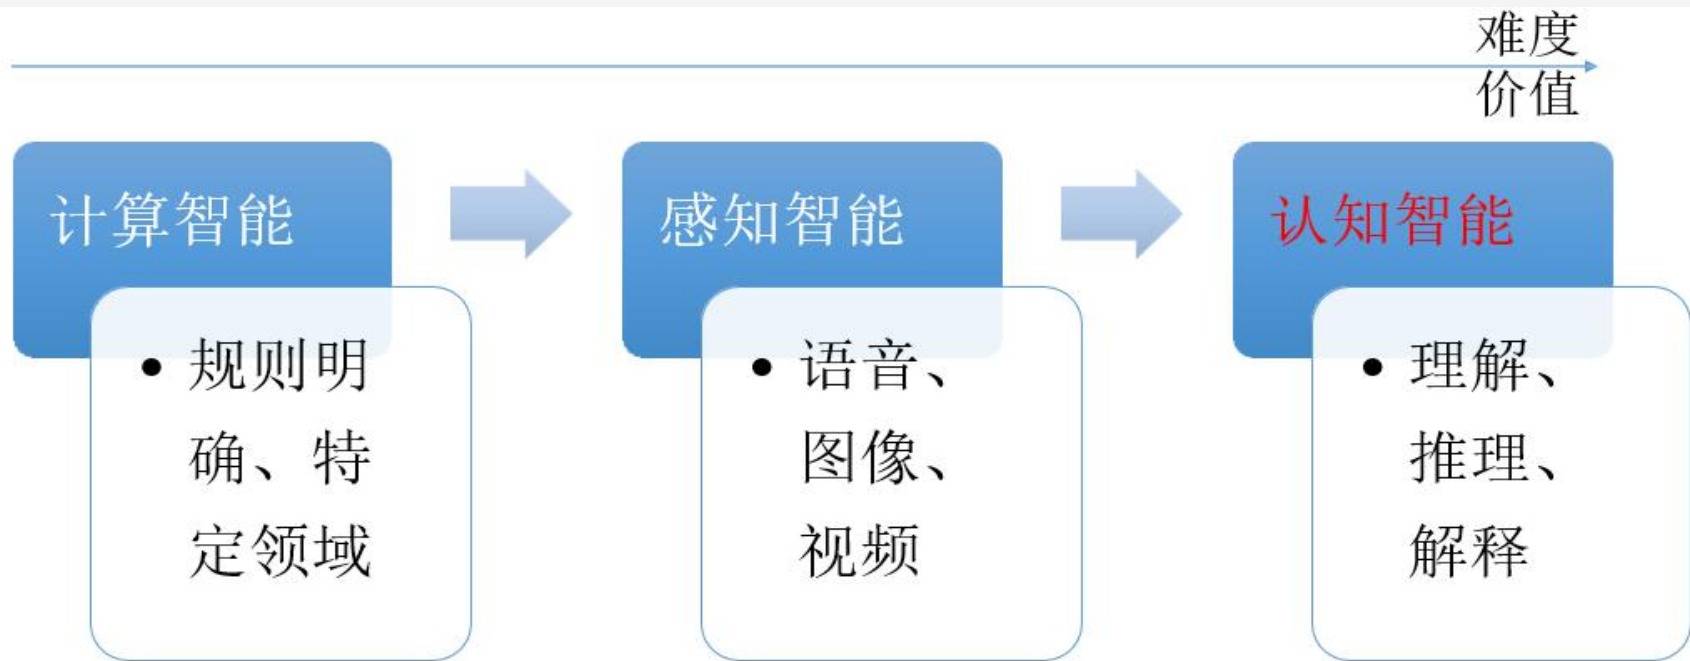 难度
价值
计算智能
感知智能
认知智能
• 规则明
确、特
定领域
• 语音、
图像、
视频
• 理解、
推理、
解释